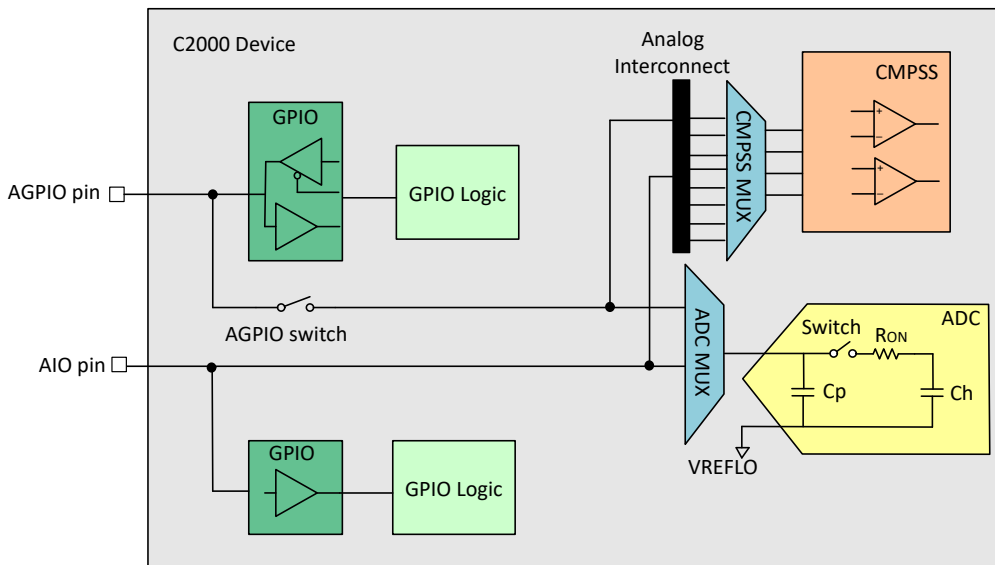 C2000 Device
Analog
Interconnect
CMPSS
GPIO
+
−
CMPSS MUX
+
−
GPIO Logic
AGPIO pin
AGPIO switch
ADC MUX
ADC
Switch
RON
AIO pin
Cp
Ch
GPIO
VREFLO
GPIO Logic